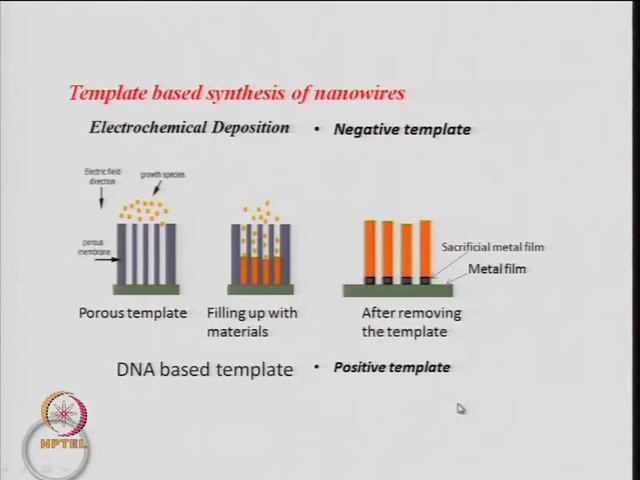 Template based synthesis of nanowires
Electrochemical Deposition • Negative template
Electric field
direction
growth species
porous
membrane
Sacrificial metal film
Metal film
Porous template
Filling up with
materials
After removing
the template
DNA based template • Positive template
NPTEL